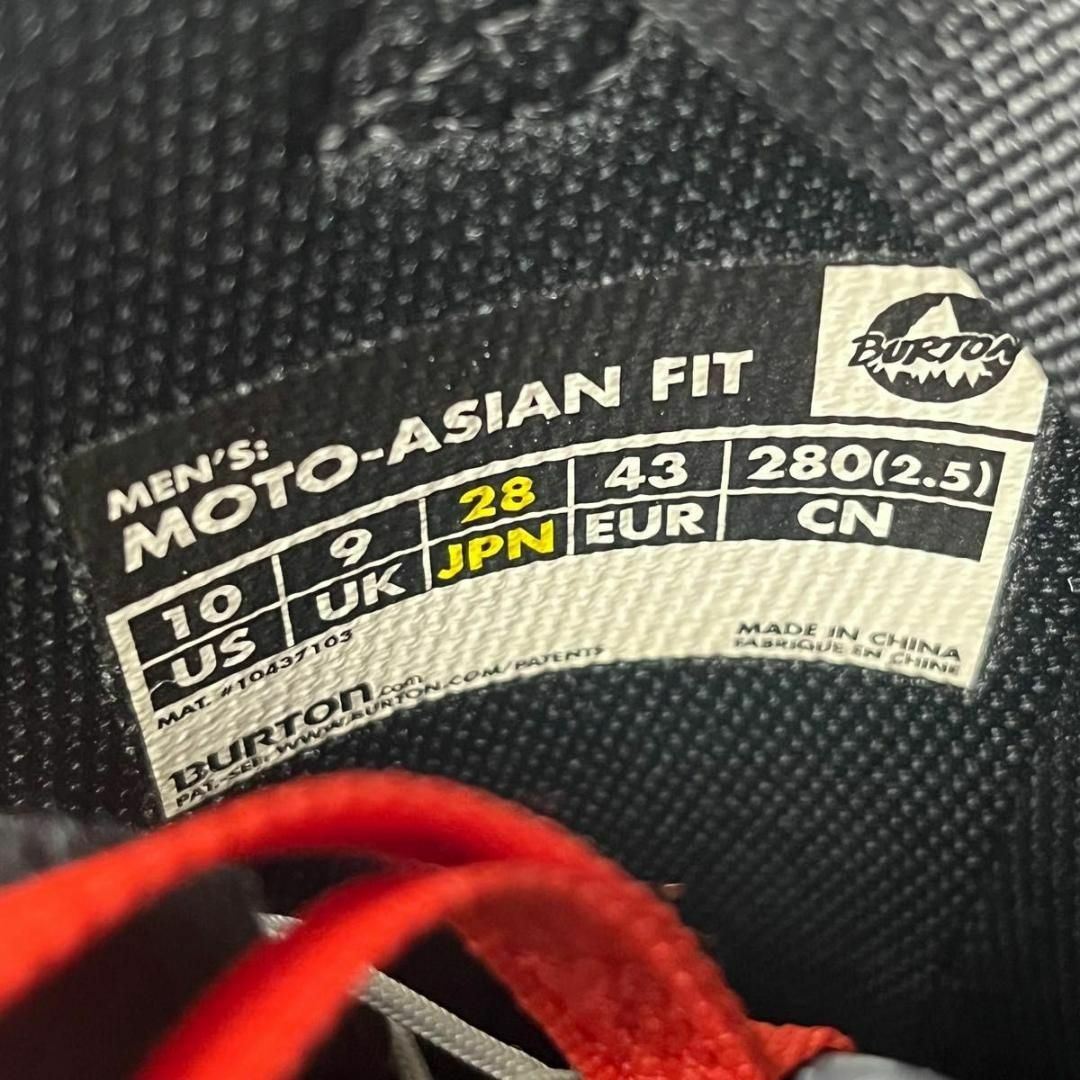 MEN'S:
MOTO-ASIAN FIT
BURTON
10 9 28 43 280(2.5)
US UK JPN EUR CN
MAT. #10437103
MADE IN CHINA
FABRIQUÉ EN CHINE
BURTON.com
PAT. SEE: WWW.BURTON.COM/PATENTS